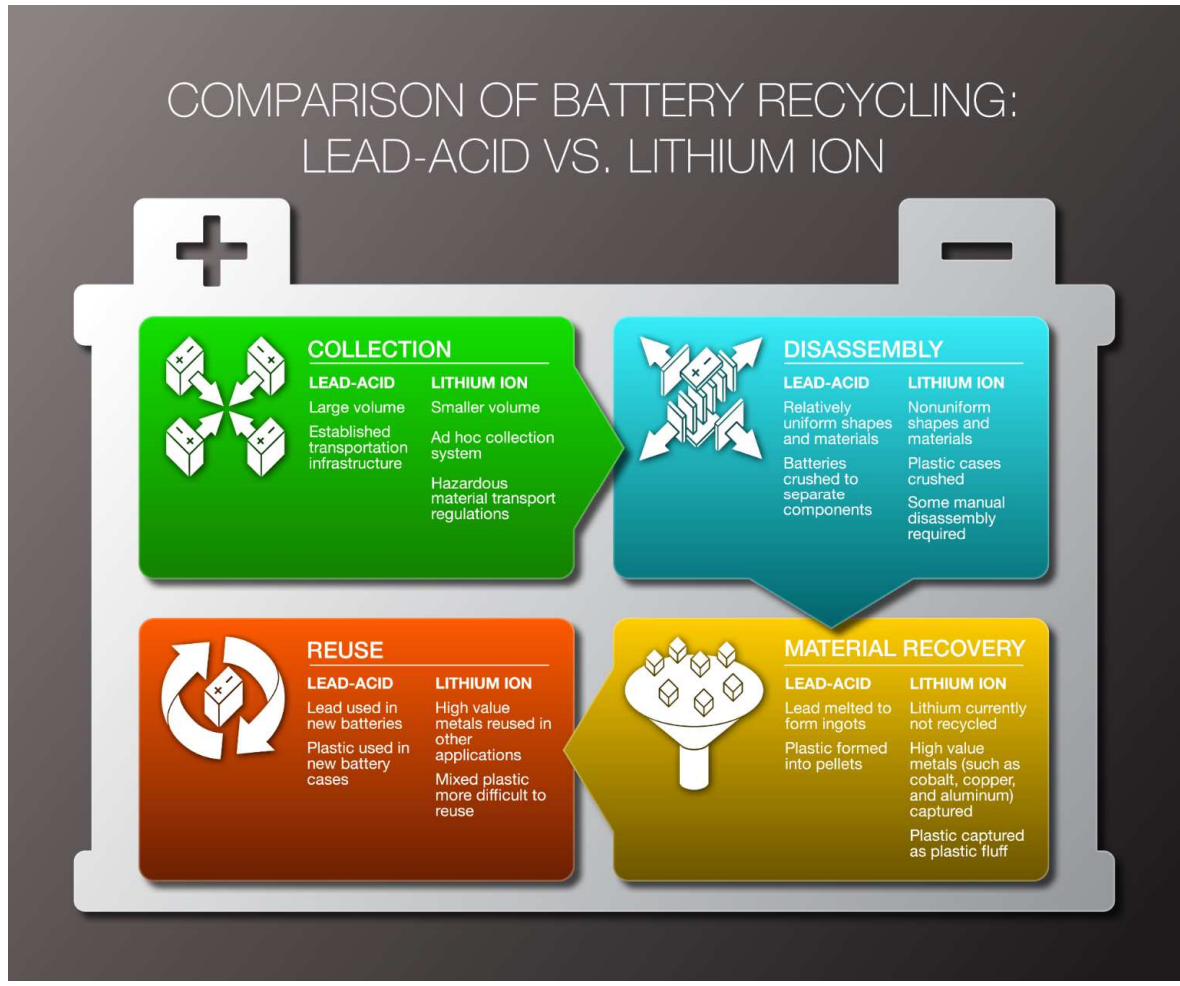 COMPARISON OF BATTERY RECYCLING:
LEAD-ACID VS. LITHIUM ION
COLLECTION
LEAD-ACID
Large volume
Established
transportation
infrastructure
LITHIUM ION
Smaller volume
Ad hoc collection
system
Hazardous
material transport
regulations
DISASSEMBLY
LEAD-ACID
Relatively
uniform shapes
and materials
Batteries
crushed to
separate
components
LITHIUM ION
Nonuniform
shapes and
materials
Plastic cases
crushed
Some manual
disassembly
required
MATERIAL RECOVERY
LEAD-ACID
Lead melted to
form ingots
Plastic formed
into pellets
LITHIUM ION
Lithium currently
not recycled
High value
metals (such as
cobalt, copper,
and aluminum)
captured
Plastic captured
as plastic fluff
REUSE
LEAD-ACID
Lead used in
new batteries
Plastic used in
new battery
cases
LITHIUM ION
High value
metals reused in
other
applications
Mixed plastic
more difficult to
reuse